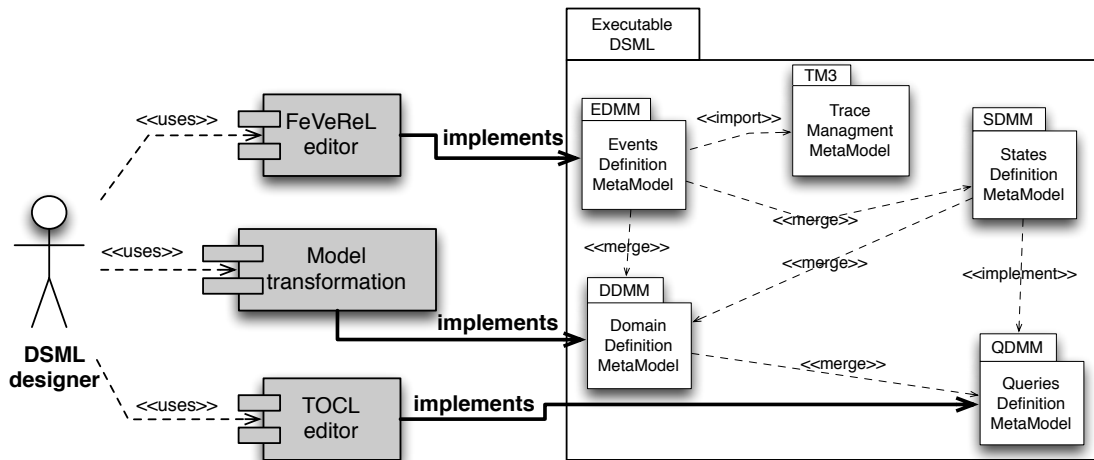 Executable
DSML
TM3
Trace
Managment
MetaModel
EDMM
Events
Definition
MetaModel
SDMM
States
Definition
MetaModel
<<import>>
<<uses>>
FeVeReL
editor
implements
<<merge>>
<<merge>>
<<merge>>
<<implement>>
<<uses>>
Model
transformation
implements
DDMM
Domain
Definition
MetaModel
<<merge>>
QDMM
Queries
Definition
MetaModel
DSML
designer
<<uses>>
TOCL
editor
implements